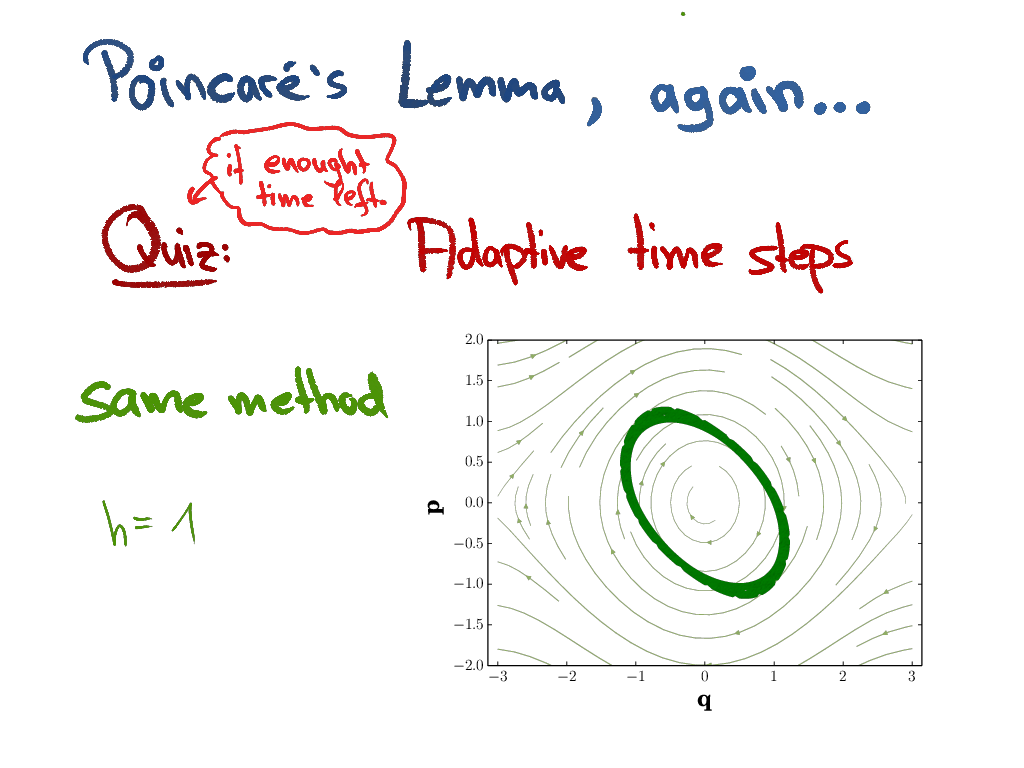 Poincaré's Lemma, again...
if enought
time left.
Quiz: Adaptive time steps
same method
h = 1
2.0
1.5
1.0
0.5
0.0
−0.5
−1.0
−1.5
−2.0
p
−3 −2 −1 0 1 2 3
q